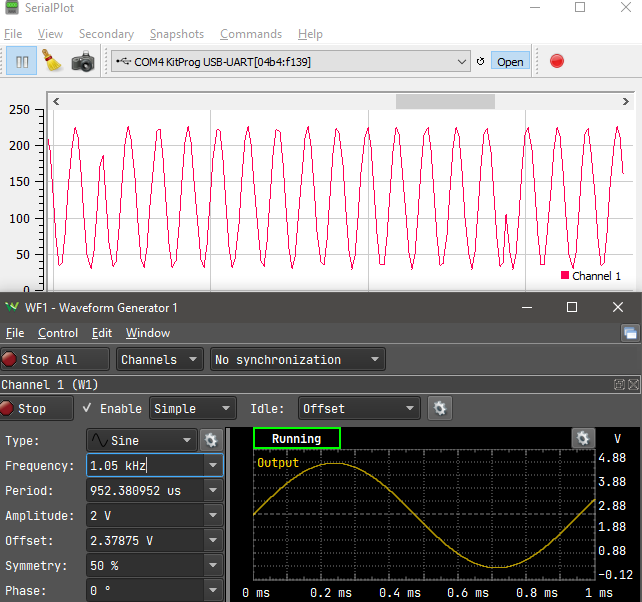 SerialPlot
File View Secondary Snapshots Commands Help
COM4 KitProg USB-UART[04b4:f139] Open
250
200
150
100
50
0
Channel 1
WF1 - Waveform Generator 1
File Control Edit Window
Stop All Channels No synchronization
Channel 1 (W1)
Stop Enable Simple Idle: Offset
Type: Sine
Frequency: 1.05 kHz
Period: 952.380952 us
Amplitude: 2 V
Offset: 2.37875 V
Symmetry: 50 %
Phase: 0 °
Running V
Output
4.88
3.88
2.88
1.88
0.88
-0.12
0 ms 0.2 ms 0.4 ms 0.6 ms 0.8 ms 1 ms